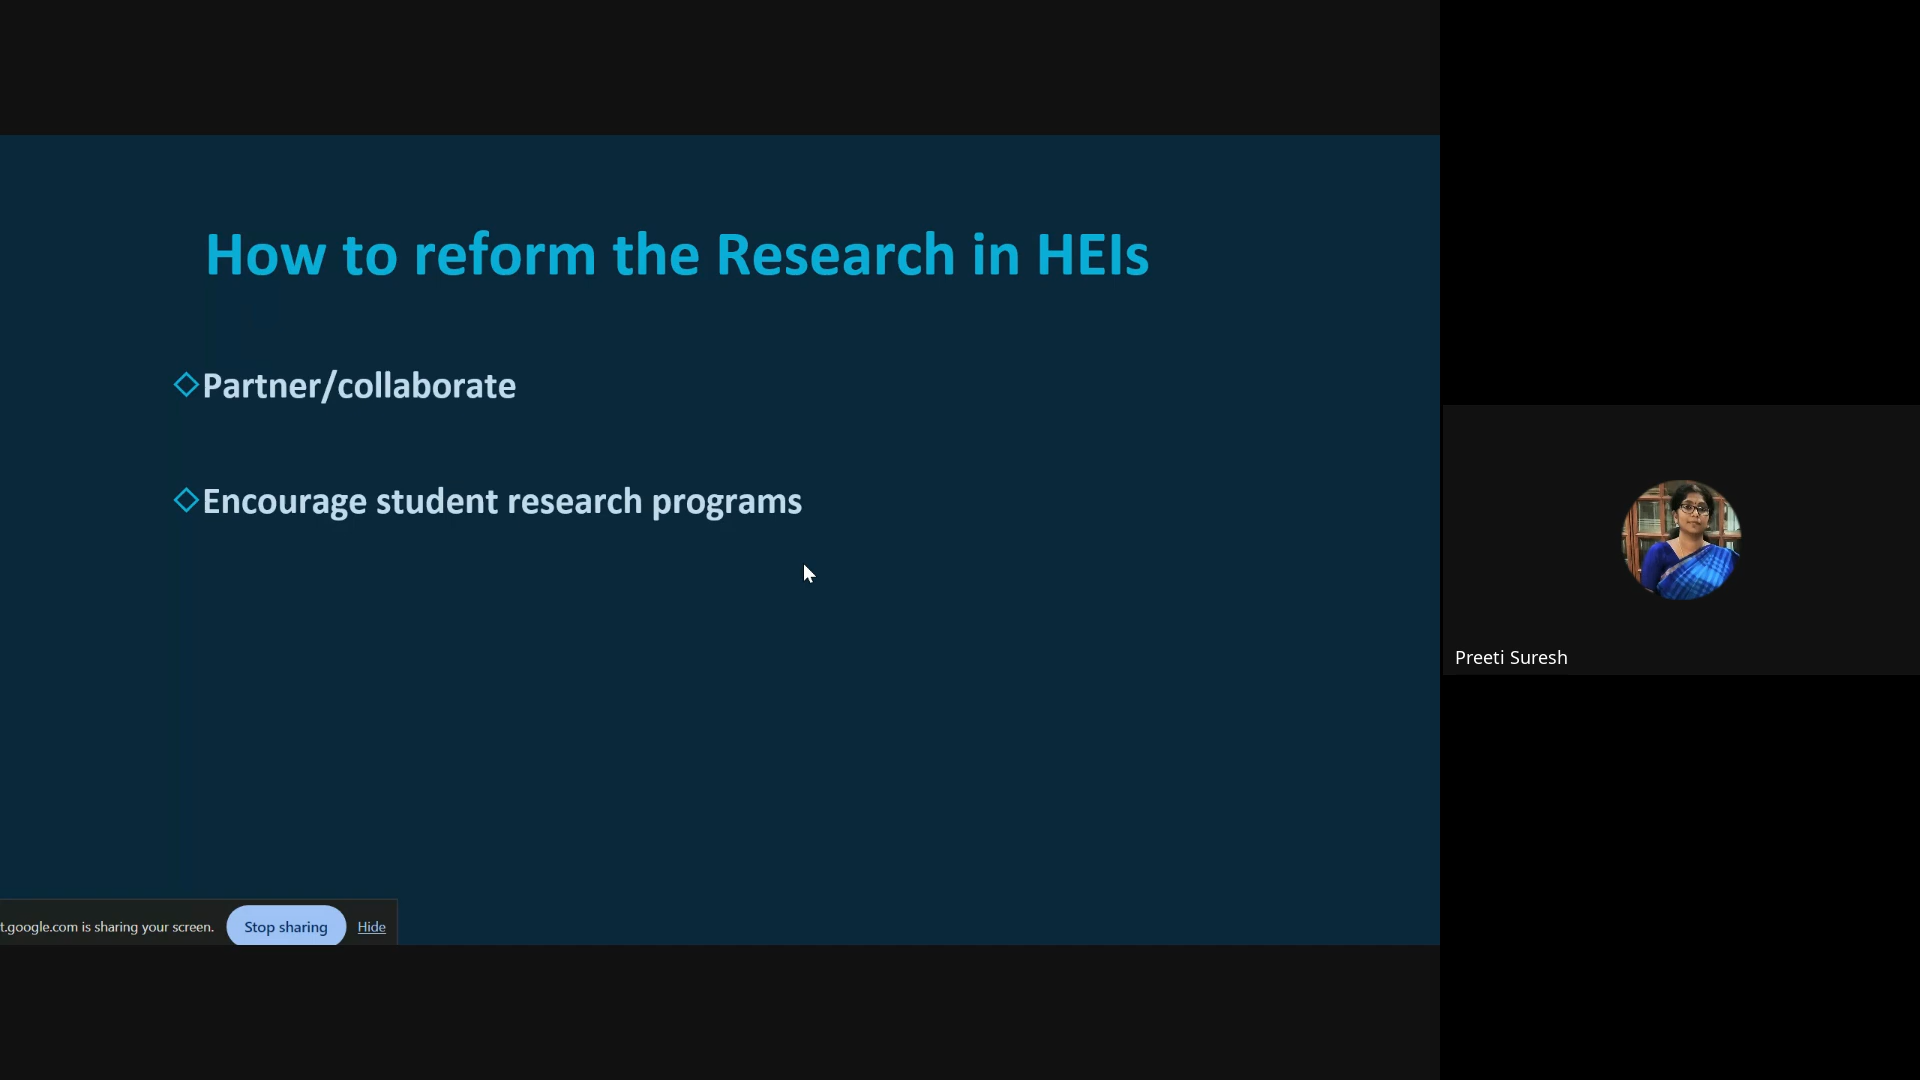 How to reform the Research in HEIs
Partner/collaborate
Encourage student research programs
Preeti Suresh
t.google.com is sharing your screen. Stop sharing Hide